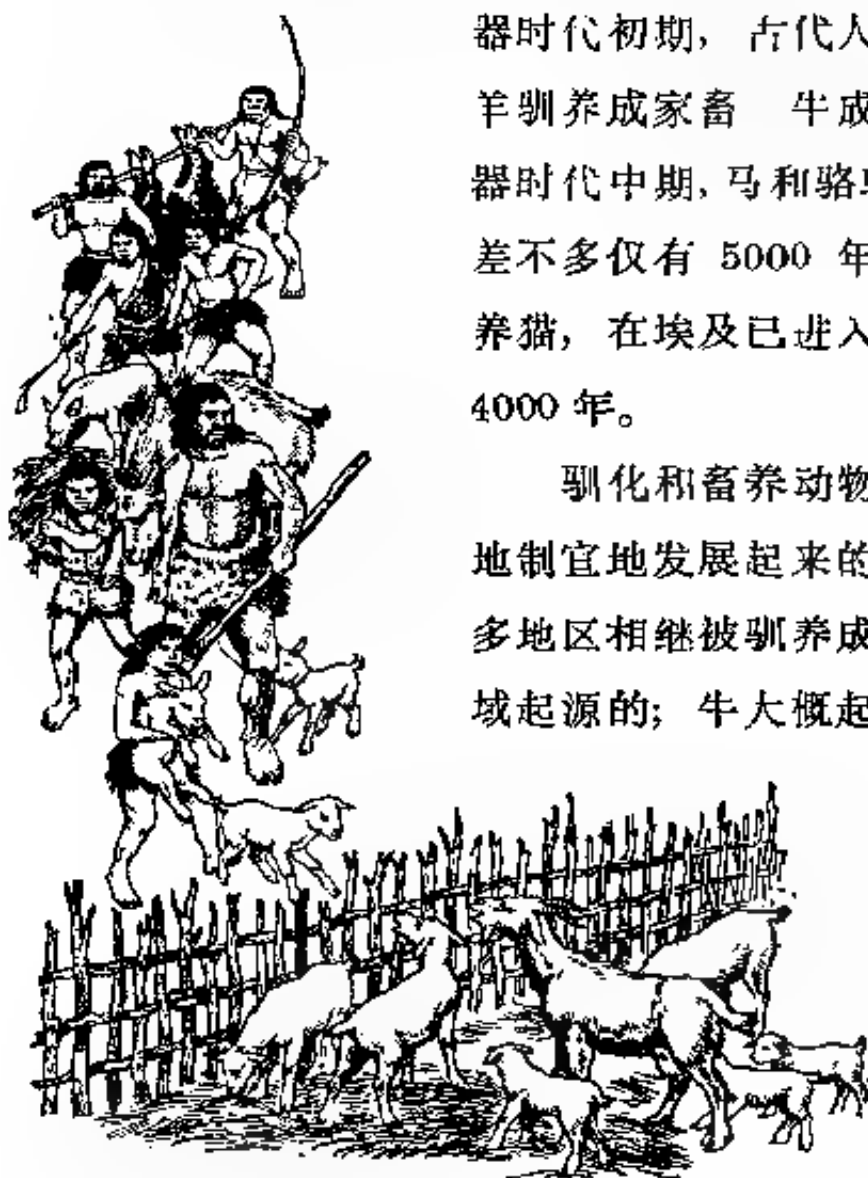 器时代初期，古代人
羊驯养成家畜 牛成
器时代中期，马和骆
差不多仅有 5000 年
养猫，在埃及已进入
4000 年。
驯化和畜养动物
地制宜地发展起来的
多地区相继被驯养成
域起源的；牛大概起